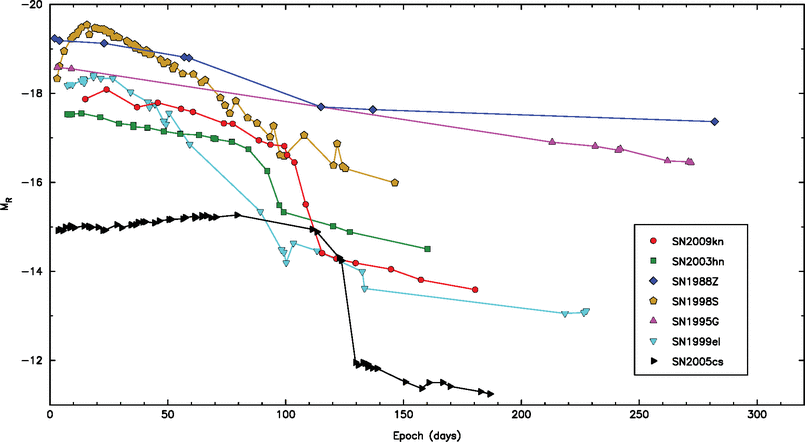 -20
-18
-16
-14
-12
M_R
0 50 100 150 200 250 300
Epoch (days)
SN2009kn
SN2003hn
SN1988Z
SN1998S
SN1995G
SN1999el
SN2005cs